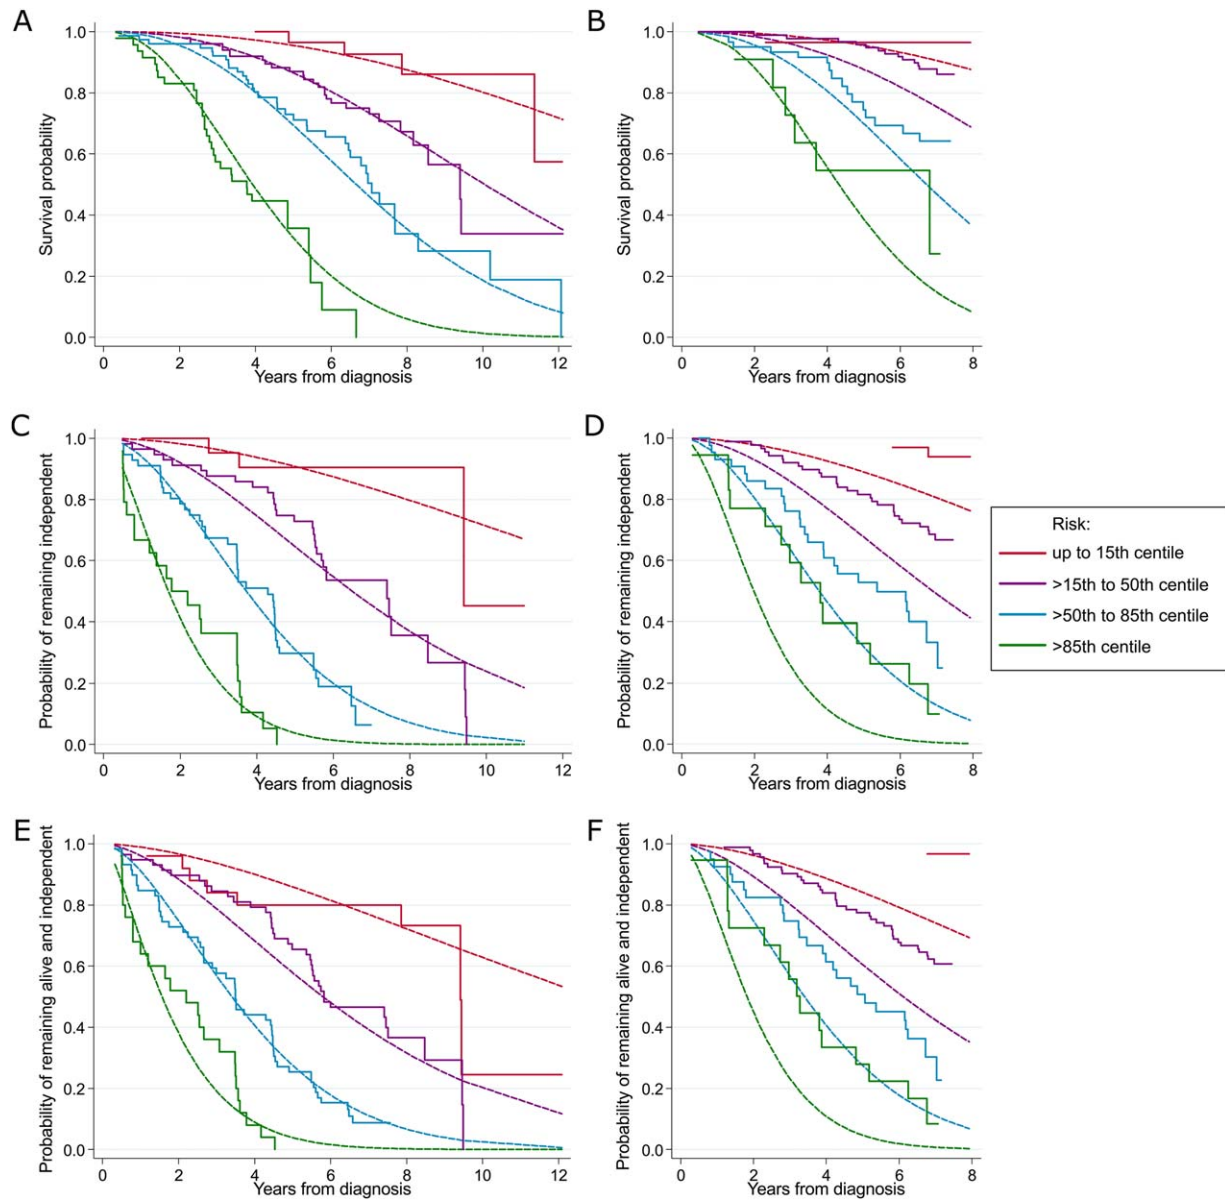 A
Survival probability
1.0
0.8
0.6
0.4
0.2
0.0
0 2 4 6 8 10 12
Years from diagnosis
B
Survival probability
1.0
0.8
0.6
0.4
0.2
0.0
0 2 4 6 8
Years from diagnosis
C
Probability of remaining independent
1.0
0.8
0.6
0.4
0.2
0.0
0 2 4 6 8 10 12
Years from diagnosis
D
Probability of remaining independent
1.0
0.8
0.6
0.4
0.2
0.0
0 2 4 6 8
Years from diagnosis
Risk:
up to 15th centile
>15th to 50th centile
>50th to 85th centile
>85th centile
E
Probability of remaining alive and independent
1.0
0.8
0.6
0.4
0.2
0.0
0 2 4 6 8 10 12
Years from diagnosis
F
Probability of remaining alive and independent
1.0
0.8
0.6
0.4
0.2
0.0
0 2 4 6 8
Years from diagnosis